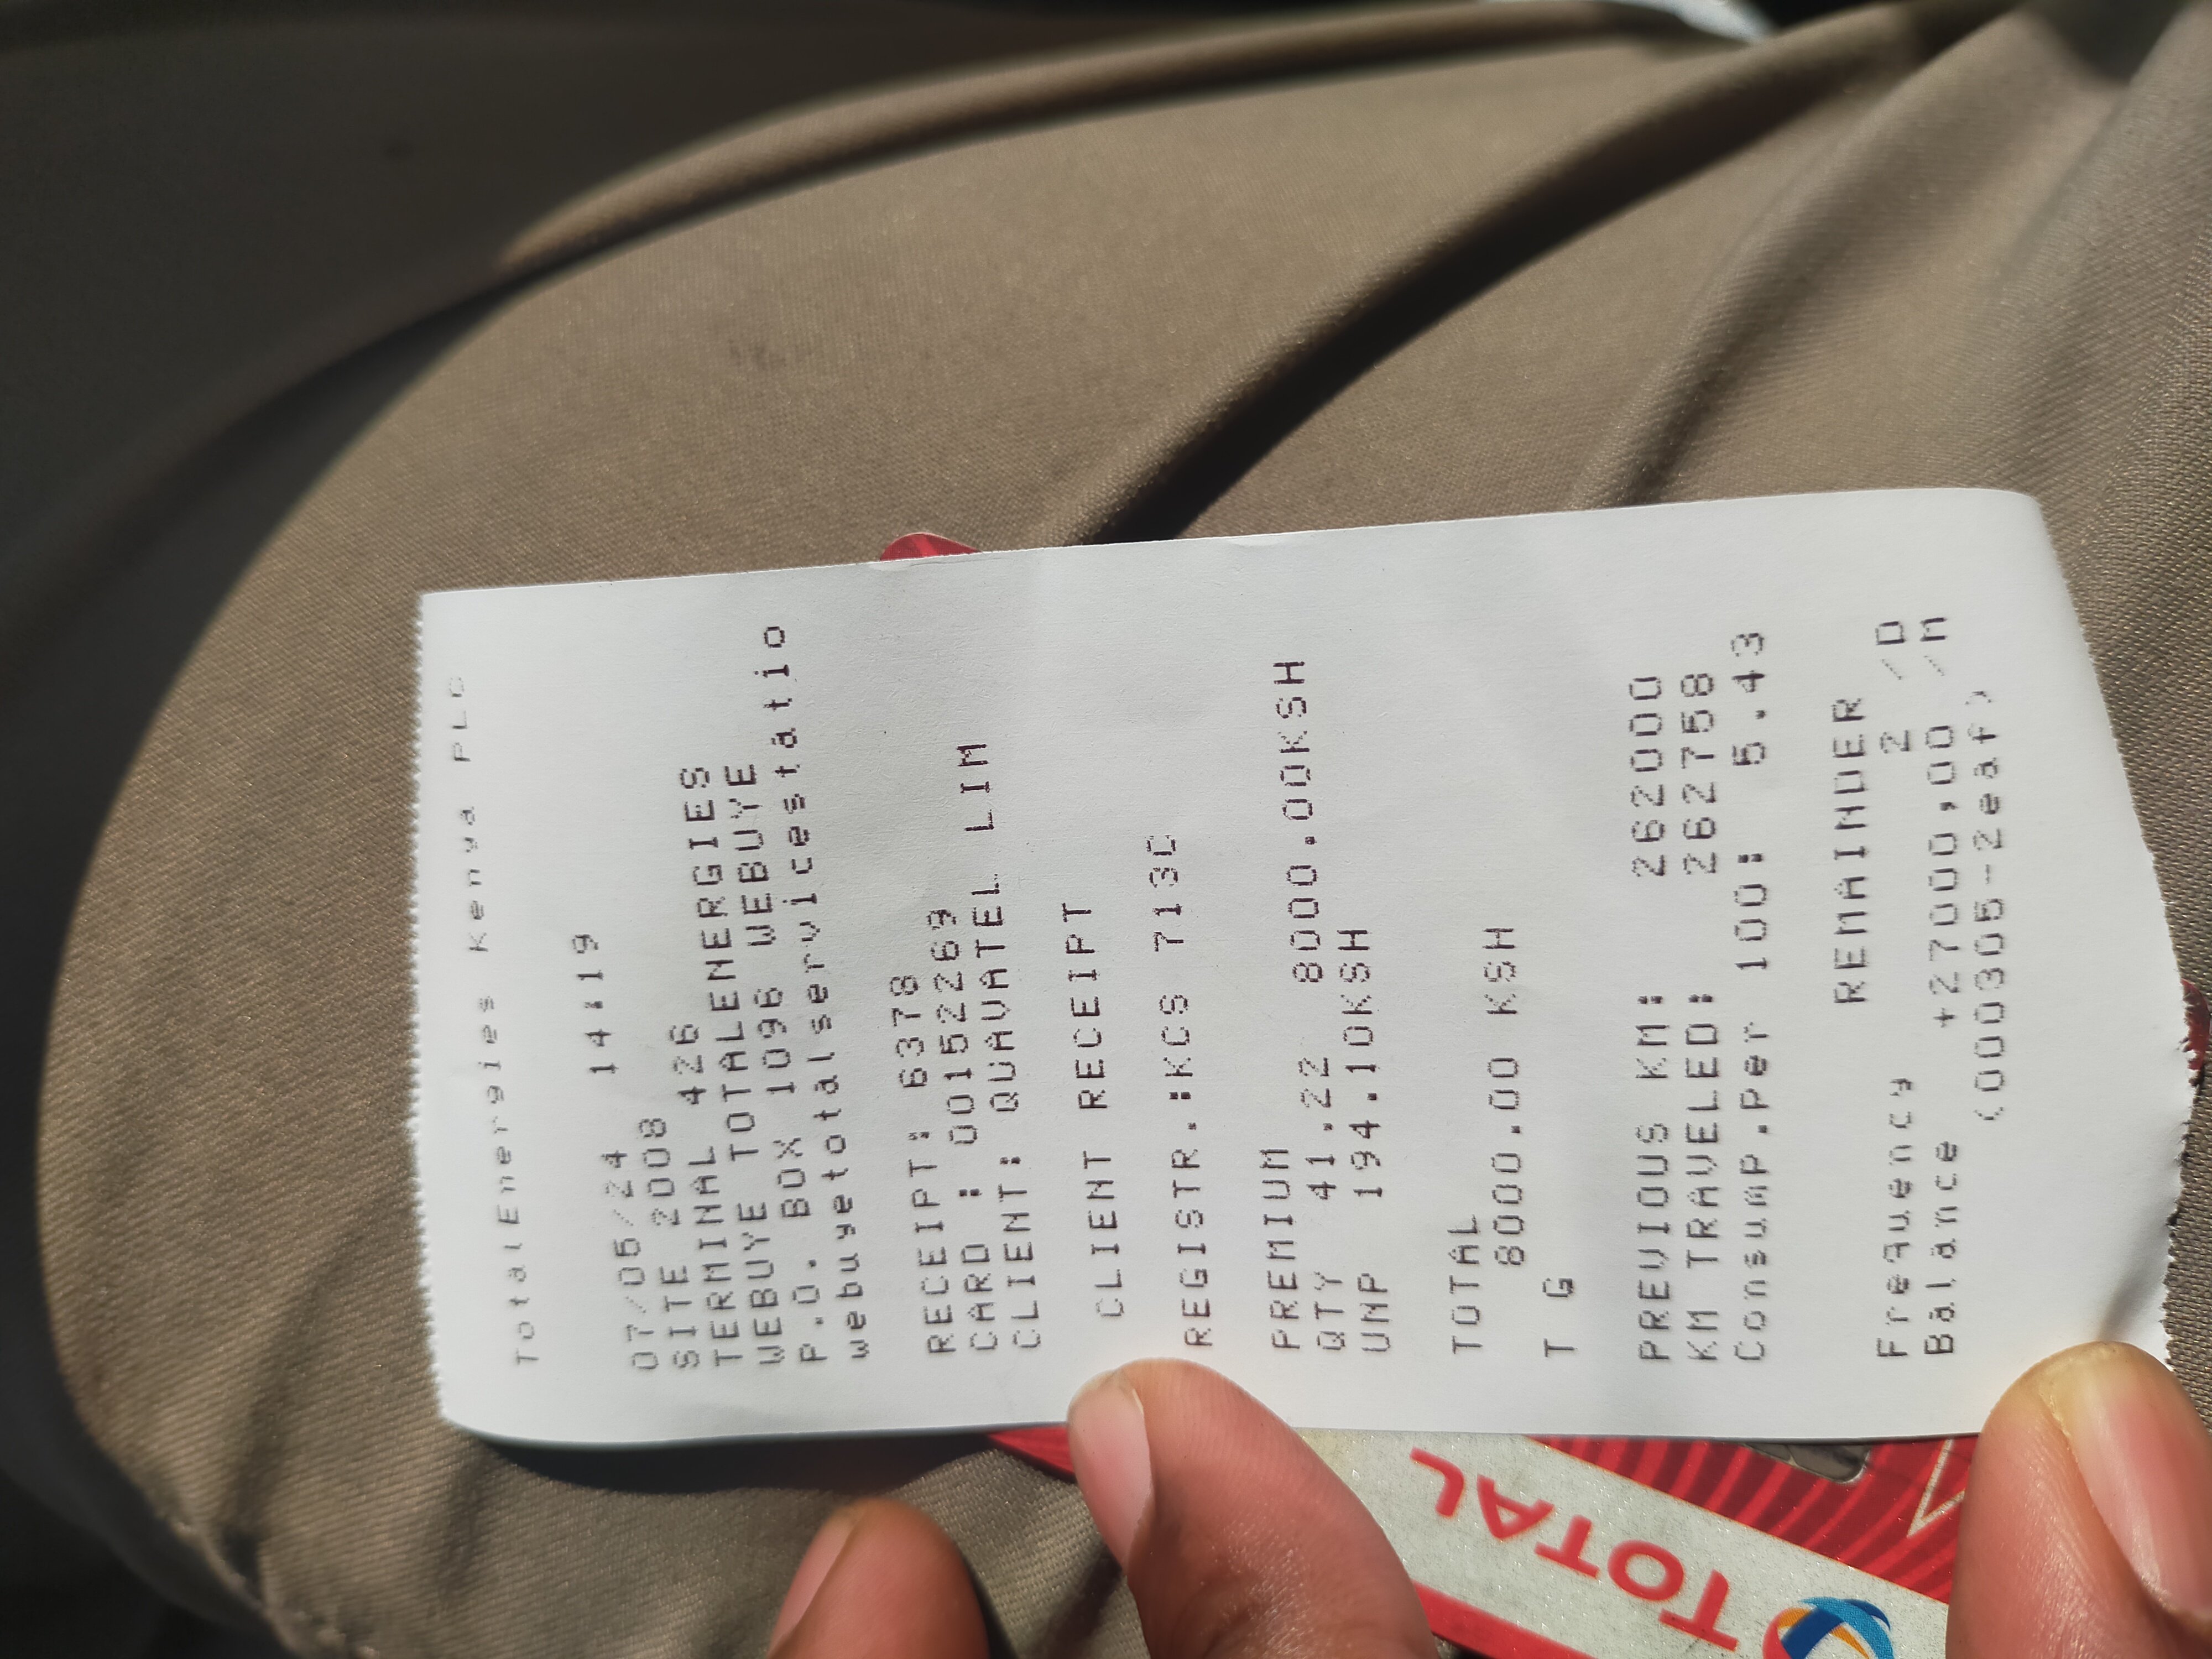 TotalEnergies Kenya PLC
07/05/24 14:19
SITE 2008
TERMINAL 426
WEBUYE TOTALENERGIES
P.O. BOX 1096 WEBUYE
webuyetotalservicestatio
RECEIPT: 6378
CARD : 00152269
CLIENT: QUAVATEL LIM
CLIENT RECEIPT
REGISTR.:KCS 713C
PREMIUM 8000.00KSH
QTY 41.22
UNP 194.10KSH
TOTAL
8000.00 KSH
T G
PREVIOUS KM: 262000
KM TRAVELED: 262758
Consump.Per 100: 5.43
REMAINDER
Frequency 2 /D
Balance +27000,00 /M
(000305-2eaf)
TOTAL